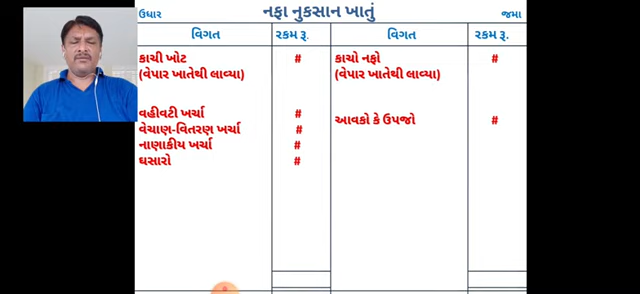 ઉધાર નફા નુકસાન ખાતું જમા
વિગત રકમ રૂ. વિગત રકમ રૂ.
કાચી ખોટ # કાચો નફો #
(વેપાર ખાતેથી લાવ્યા) (વેપાર ખાતેથી લાવ્યા)
વહીવટી ખર્ચા #
આવકો કે ઉપજો #
વેચાણ-વિતરણ ખર્ચા #
નાણાકીય ખર્ચા #
ઘસારો #